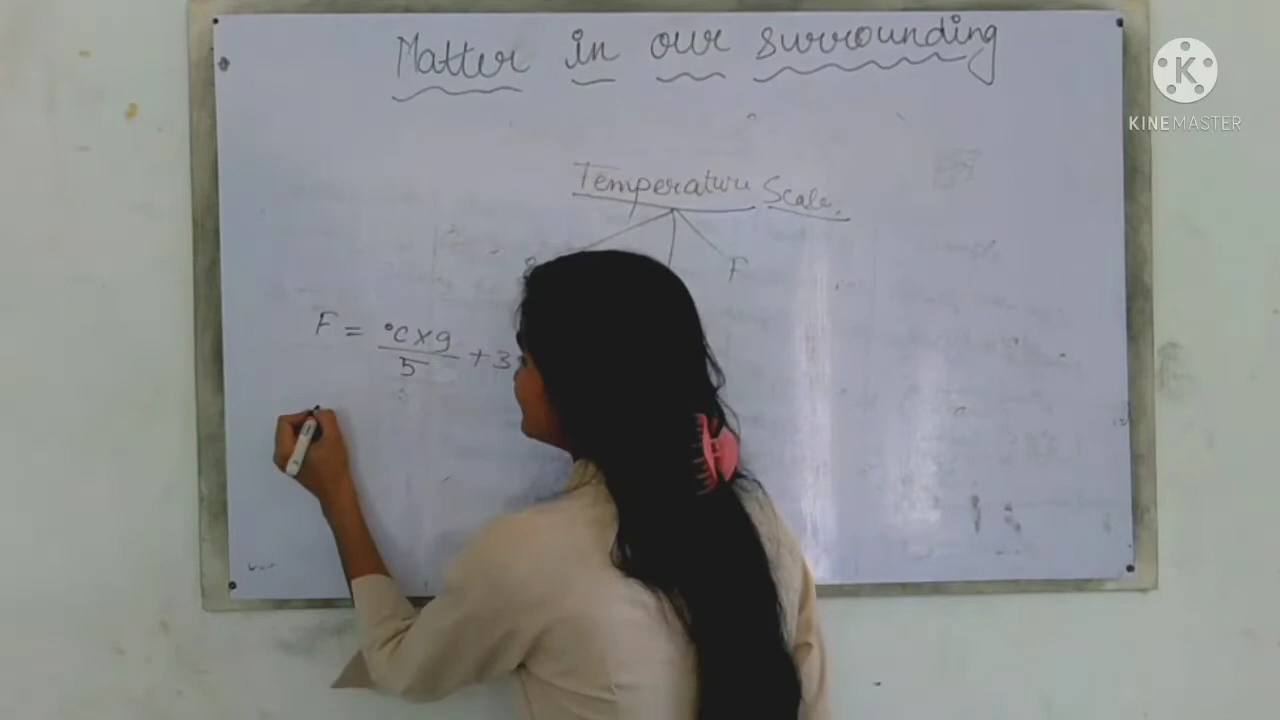 Matter in our surrounding
K
KINEMASTER
Temperature Scale.
F
F = °C x 9
5 + 3